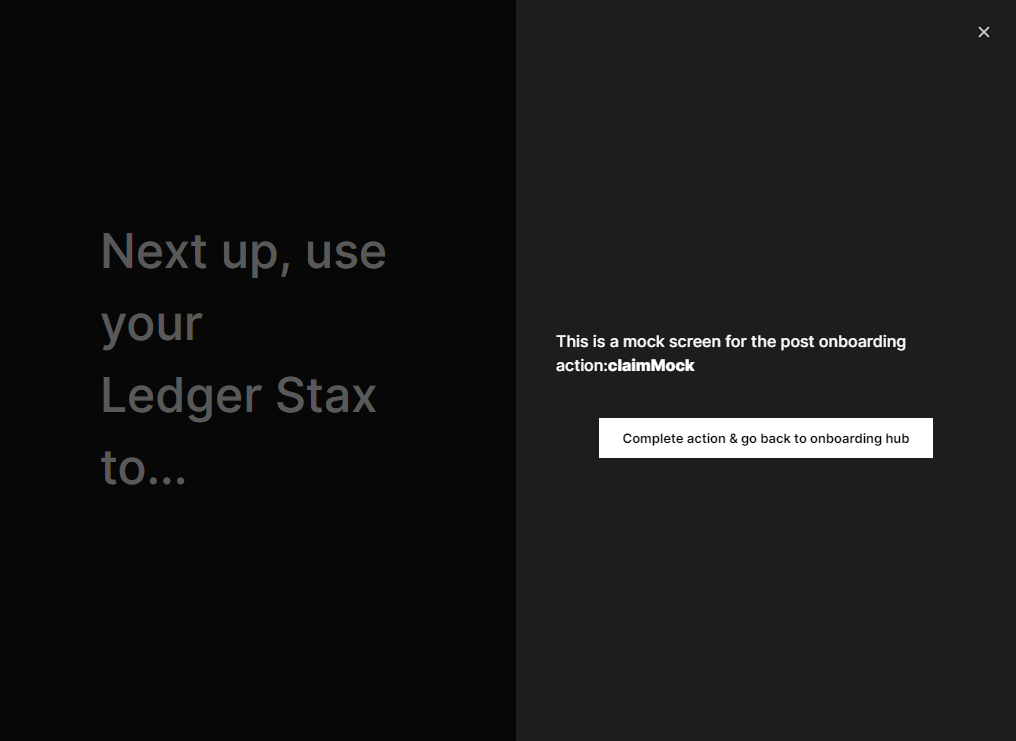 Next up, use
your
Ledger Stax
to...
This is a mock screen for the post onboarding
action:claimMock
Complete action & go back to onboarding hub